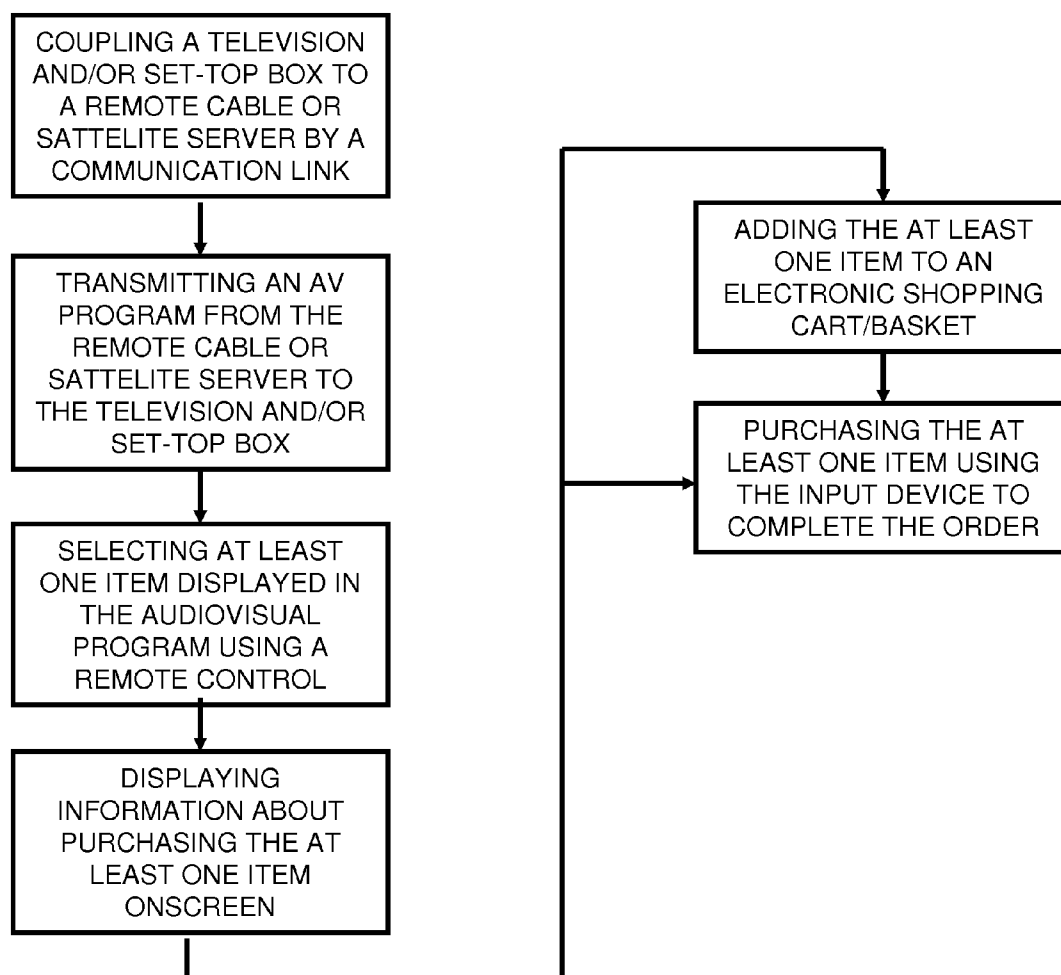 COUPLING A TELEVISION
AND/OR SET-TOP BOX TO
A REMOTE CABLE OR
SATTELITE SERVER BY A
COMMUNICATION LINK
TRANSMITTING AN AV
PROGRAM FROM THE
REMOTE CABLE OR
SATTELITE SERVER TO
THE TELEVISION AND/OR
SET-TOP BOX
SELECTING AT LEAST
ONE ITEM DISPLAYED IN
THE AUDIOVISUAL
PROGRAM USING A
REMOTE CONTROL
DISPLAYING
INFORMATION ABOUT
PURCHASING THE AT
LEAST ONE ITEM
ONSCREEN
ADDING THE AT LEAST
ONE ITEM TO AN
ELECTRONIC SHOPPING
CART/BASKET
PURCHASING THE AT
LEAST ONE ITEM USING
THE INPUT DEVICE TO
COMPLETE THE ORDER